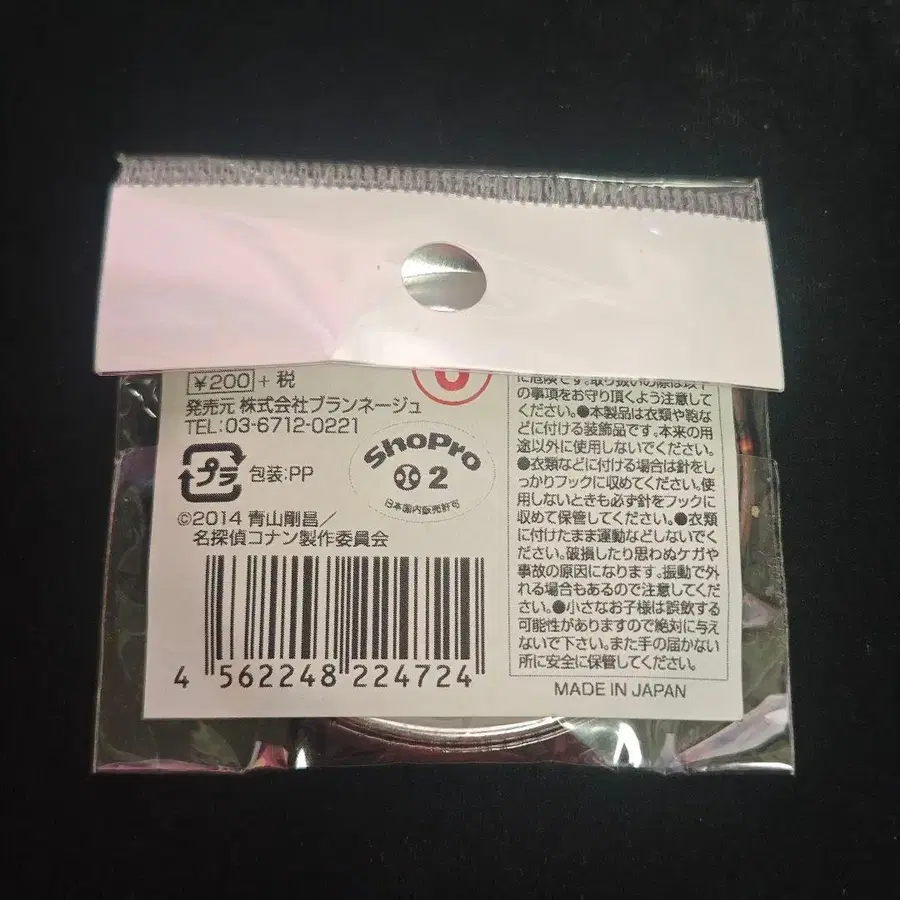 ¥200+税
発売元 株式会社ブランネージュ
TEL:03-6712-0221
プラ 包装:PP
ShoPro
2
日本国内販売許可
©2014 青山剛昌/
名探偵コナン製作委員会
4 562248 224724
に危険です。取り扱いの際は以下
の事項をお守り頂くよう注意して
ください。●本製品は衣類や鞄な
どに付ける装飾品です。本来の用
途以外に使用しないでください。
●衣類などに付ける場合は針をし
っかりフックに収めてください。使
用しないときも必ず針をフックに
収めて保管してください。●衣類
に付けたまま運動などしないでく
ださい。破損したり思わぬケガや
事故の原因になります。振動で外
れる場合もあるので注意してくだ
さい。●小さなお子様は誤飲する
可能性がありますので絶対に与え
ないで下さい。また手の届かない
所に安全に保管してください。
MADE IN JAPAN